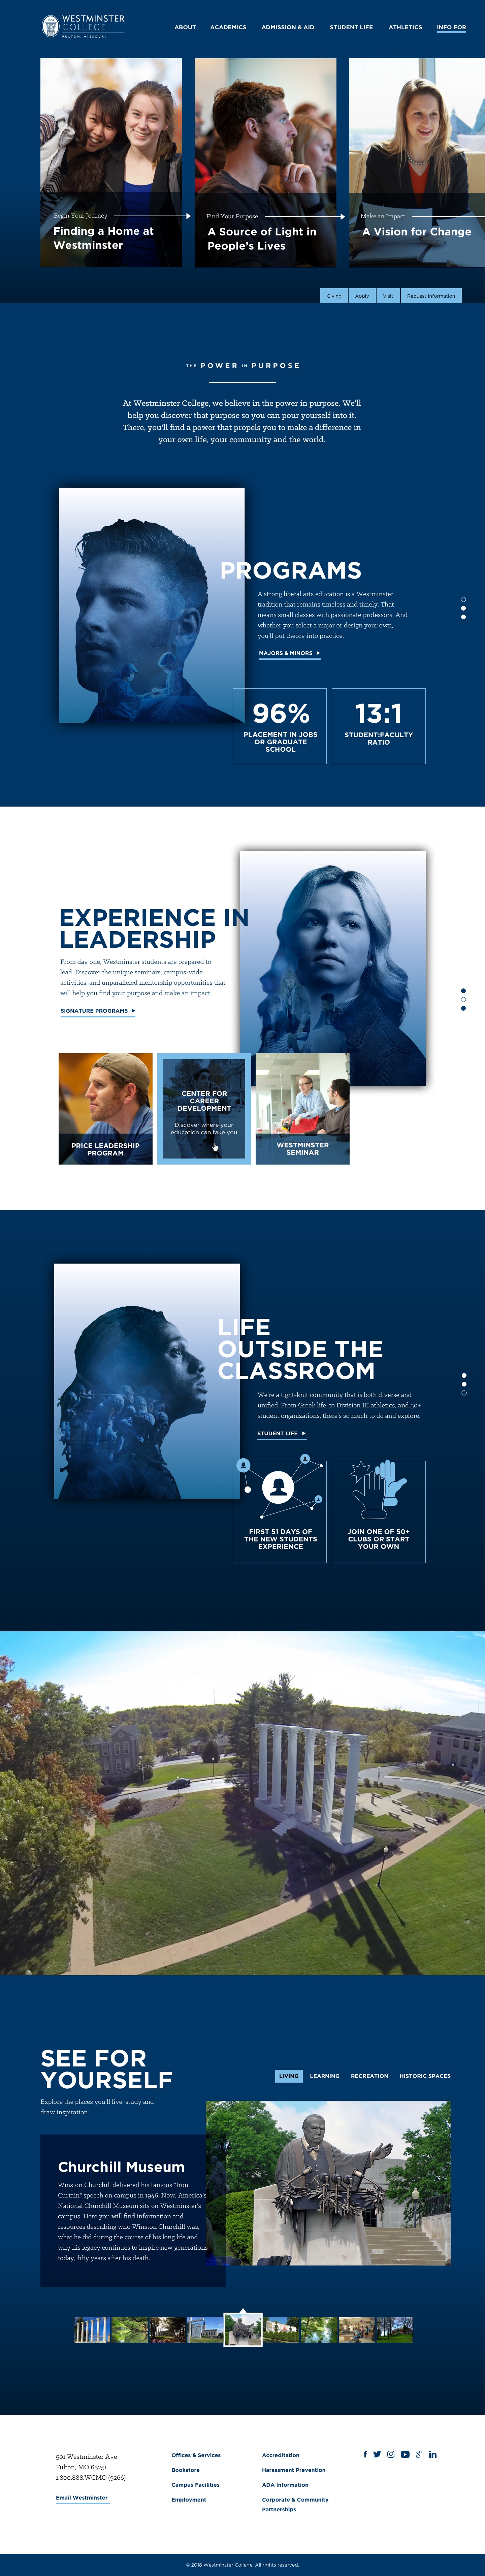 WESTMINSTER
COLLEGE
FULTON, MISSOURI
ABOUT
ACADEMICS
ADMISSION & AID
STUDENT LIFE
ATHLETICS
INFO FOR
Begin Your Journey
Finding a Home at
Westminster
Find Your Purpose
A Source of Light in
People's Lives
Make an Impact
A Vision for Change
Giving
Apply
Visit
Request Information
THE POWER IN PURPOSE
At Westminster College, we believe in the power in purpose. We'll
help you discover that purpose so you can pour yourself into it.
There, you'll find a power that propels you to make a difference in
your own life, your community and the world.
PROGRAMS
A strong liberal arts education is a Westminster
tradition that remains timeless and timely. That
means smaller classes with passionate professors. And
whether you select a major or design your own,
you'll put theory into practice.
MAJORS & MINORS
96%
PLACEMENT IN JOBS
OR GRADUATE
SCHOOL
13:1
STUDENT:FACULTY
RATIO
EXPERIENCE IN
LEADERSHIP
From day one, Westminster students are prepared to
lead. Discover the unique seminars, campus-wide
activities, and unparalleled mentorship opportunities that
will help you find your purpose and make an impact.
SIGNATURE PROGRAMS
PRICE LEADERSHIP
PROGRAM
CENTER FOR
CAREER
DEVELOPMENT
Discover where your
education can take you
WESTMINSTER
SEMINAR
LIFE
OUTSIDE THE
CLASSROOM
We're a tight-knit community that is both diverse and
unified. From Greek life, to Division III athletics, and 50+
student organizations, there's so much to do and explore.
STUDENT LIFE
FIRST 51 DAYS OF
THE NEW STUDENTS
EXPERIENCE
JOIN ONE OF 50+
CLUBS OR START
YOUR OWN
SEE FOR
YOURSELF
Explore the places you'll live, study and
draw inspiration.
LIVING
LEARNING
RECREATION
HISTORIC SPACES
Churchill Museum
Winston Churchill delivered his famous "Iron
Curtain" speech on campus in 1946. Now, America's
National Churchill Museum sits on Westminster's
campus. Here you will find information and
resources describing who Winston Churchill was,
what he did during the course of his long life and
why his legacy continues to inspire new generations
today, fifty years after his death.
501 Westminster Ave
Fulton, MO 65251
1.800.888.WCMO (9266)
Email Westminster
Offices & Services
Bookstore
Campus Facilities
Employment
Accreditation
Harassment Prevention
ADA Information
Corporate & Community
Partnerships
© 2018 Westminster College. All rights reserved.